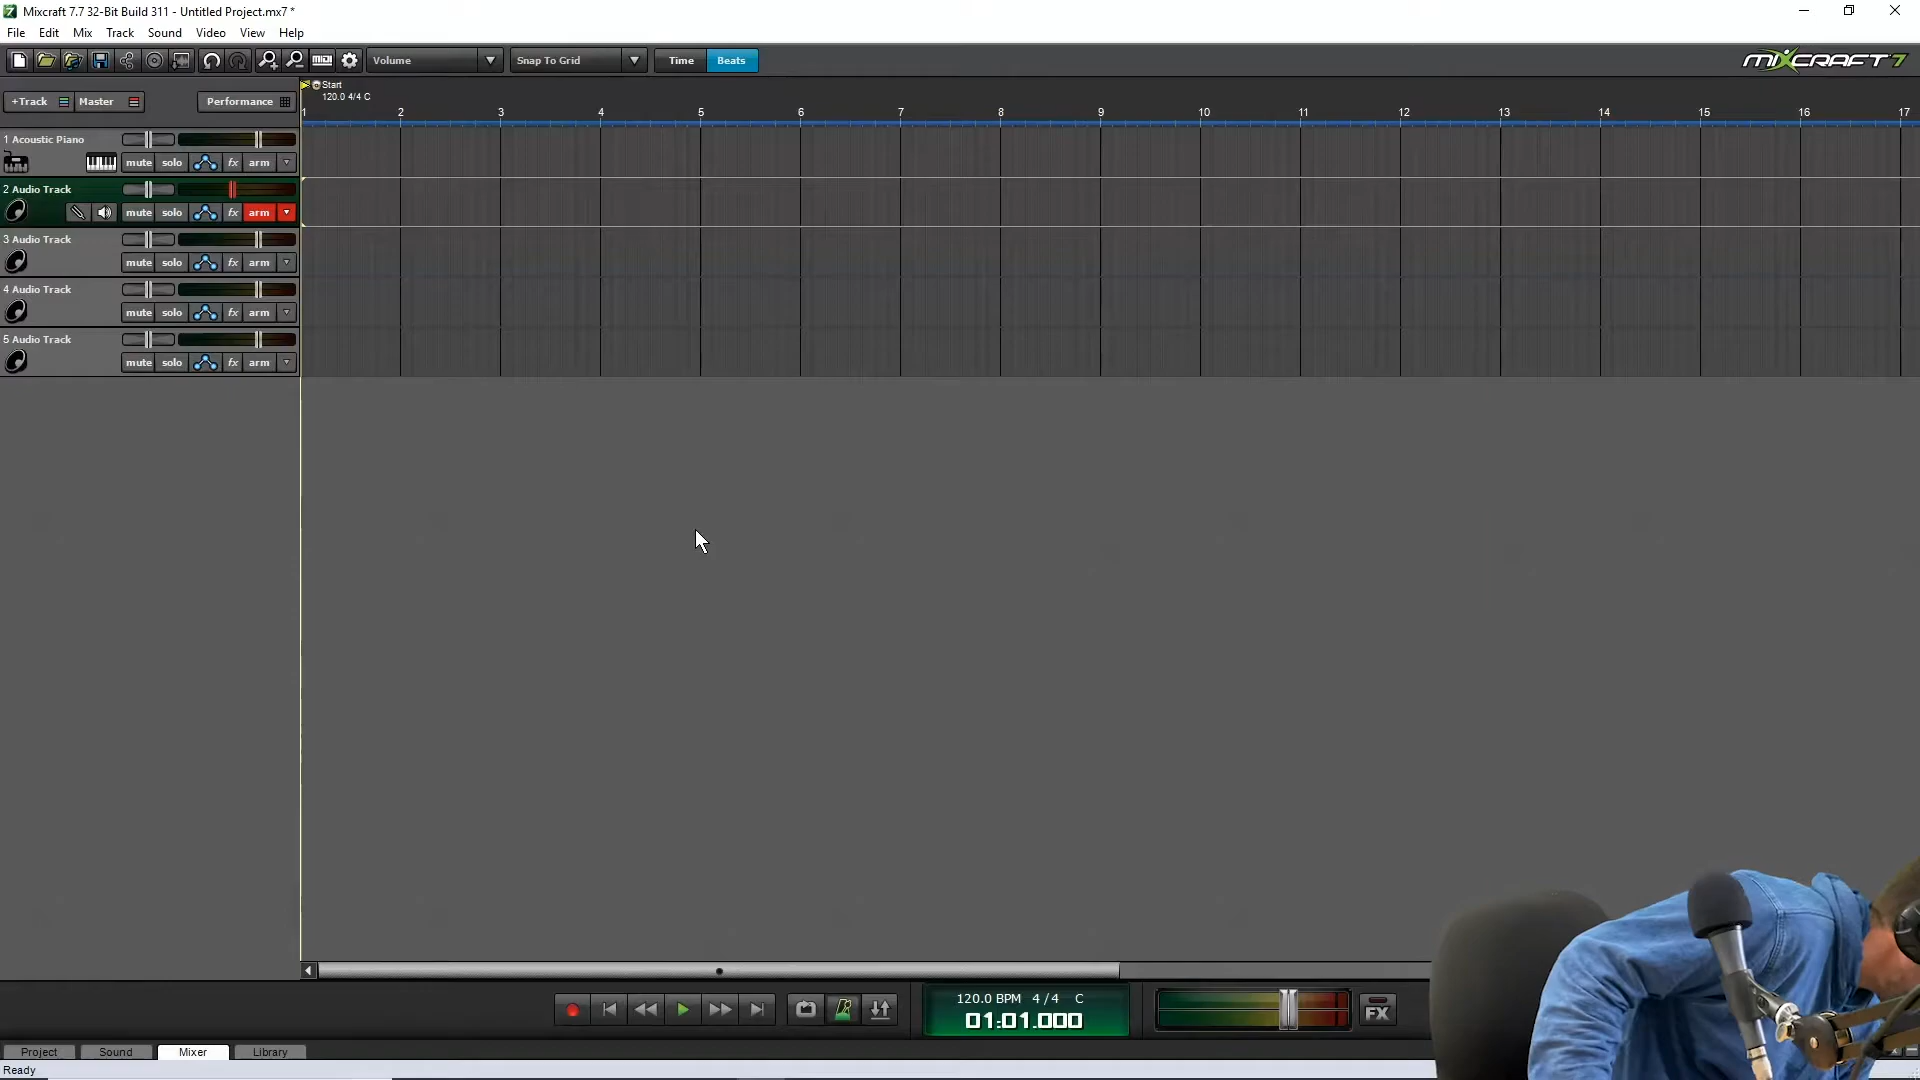 Mixcraft 7.7 32-Bit Build 311 - Untitled Project.mx7 *
File Edit Mix Track Sound Video View Help
Volume Snap To Grid Time Beats MIXCRAFT 7
+Track Master Performance
Start
120.0 4/4 C
1 2 3 4 5 6 7 8 9 10 11 12 13 14 15 16 17
1 Acoustic Piano
mute solo fx arm
2 Audio Track
mute solo fx arm
3 Audio Track
mute solo fx arm
4 Audio Track
mute solo fx arm
5 Audio Track
mute solo fx arm
120.0 BPM 4/4 C
01:01.000
FX
Project Sound Mixer Library
Ready